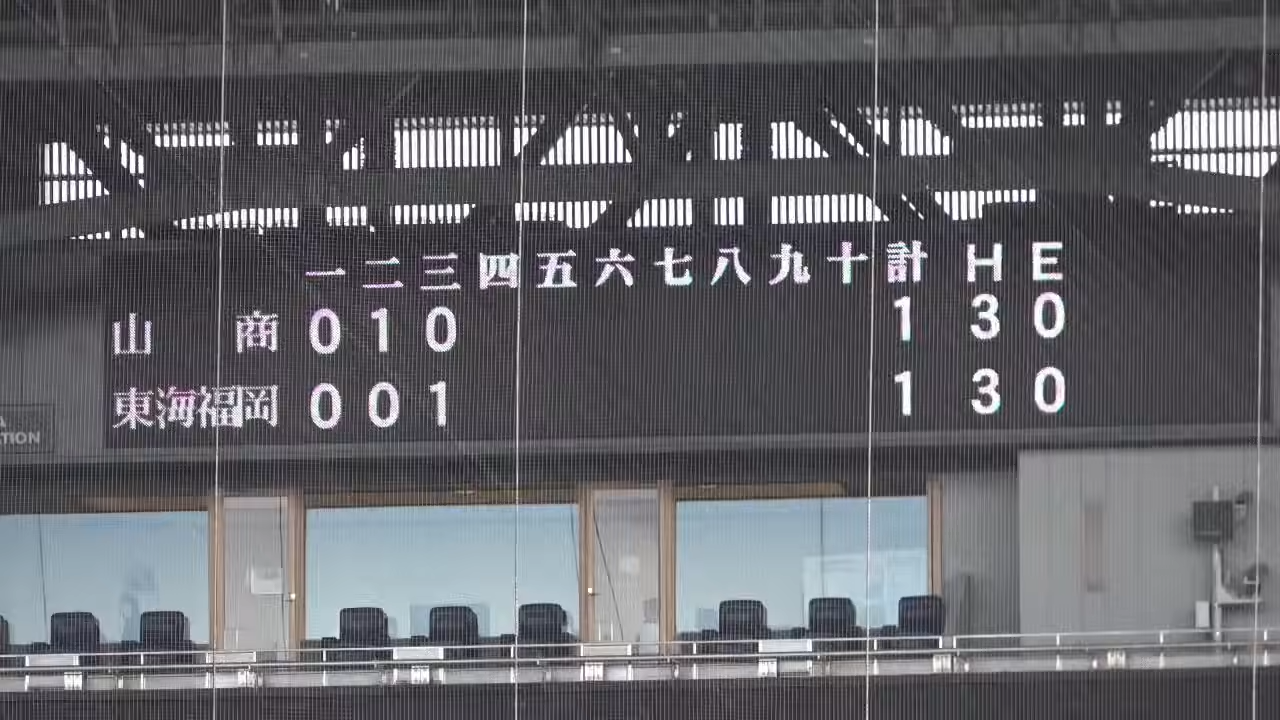 一 二 三 四 五 六 七 八 九 十 計 H E
山 商 0 1 0 1 3 0
東海福岡 0 0 1 1 3 0